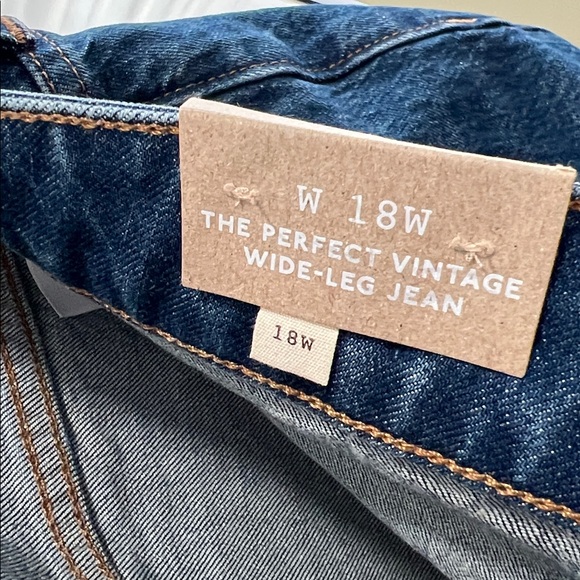 W 18W
THE PERFECT VINTAGE
WIDE-LEG JEAN
18W